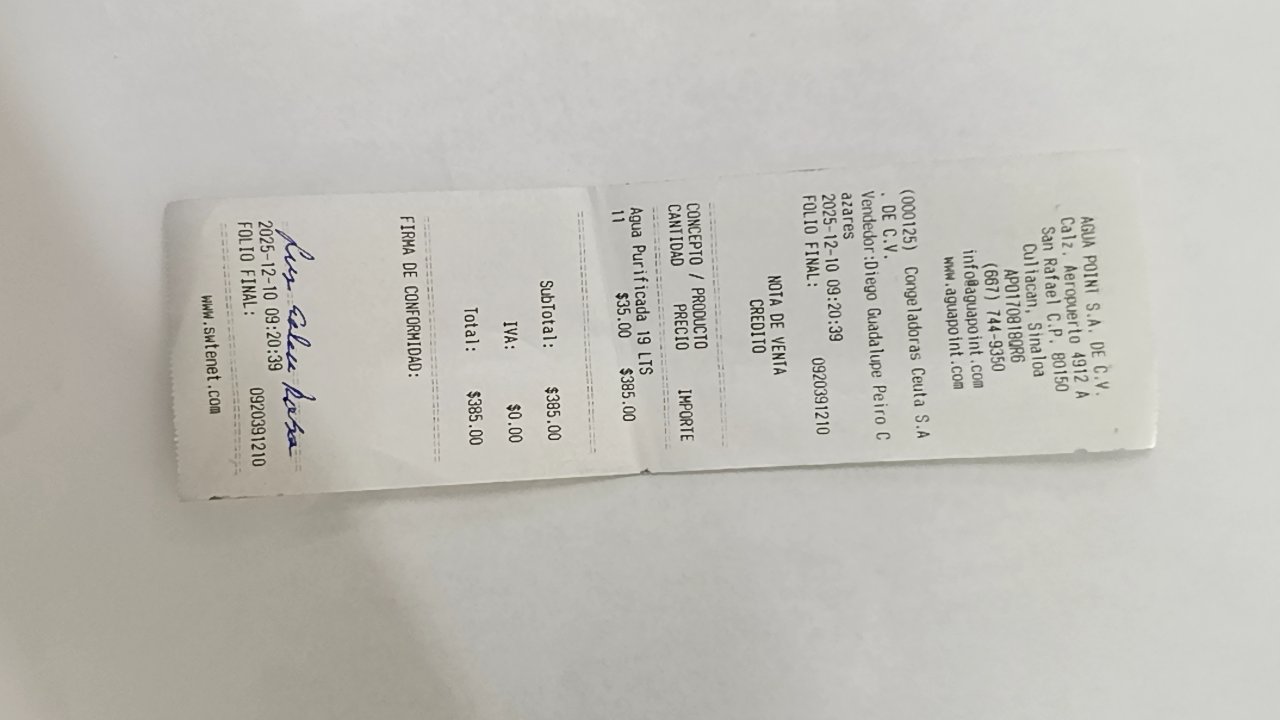 AGUA POINT S.A. DE C.V.
Calz. Aeropuerto 4912 A
San Rafael C.P. 80150
Culiacan, Sinaloa
APO170818QR6
(667) 744-9350
info@aguapoint.com
www.aguapoint.com
(000125) Congeladoras Ceuta S.A
. DE C.V.
Vendedor:Diego Guadalupe Peiro C
azares
2025-12-10 09:20:39
FOLIO FINAL: 0920391210
NOTA DE VENTA
CREDITO
CONCEPTO / PRODUCTO
CANTIDAD PRECIO IMPORTE
Agua Purificada 19 LTS
11 $35.00 $385.00
SubTotal: $385.00
IVA: $0.00
Total: $385.00
FIRMA DE CONFORMIDAD:
2025-12-10 09:20:39
FOLIO FINAL: 0920391210
www.swtenet.com